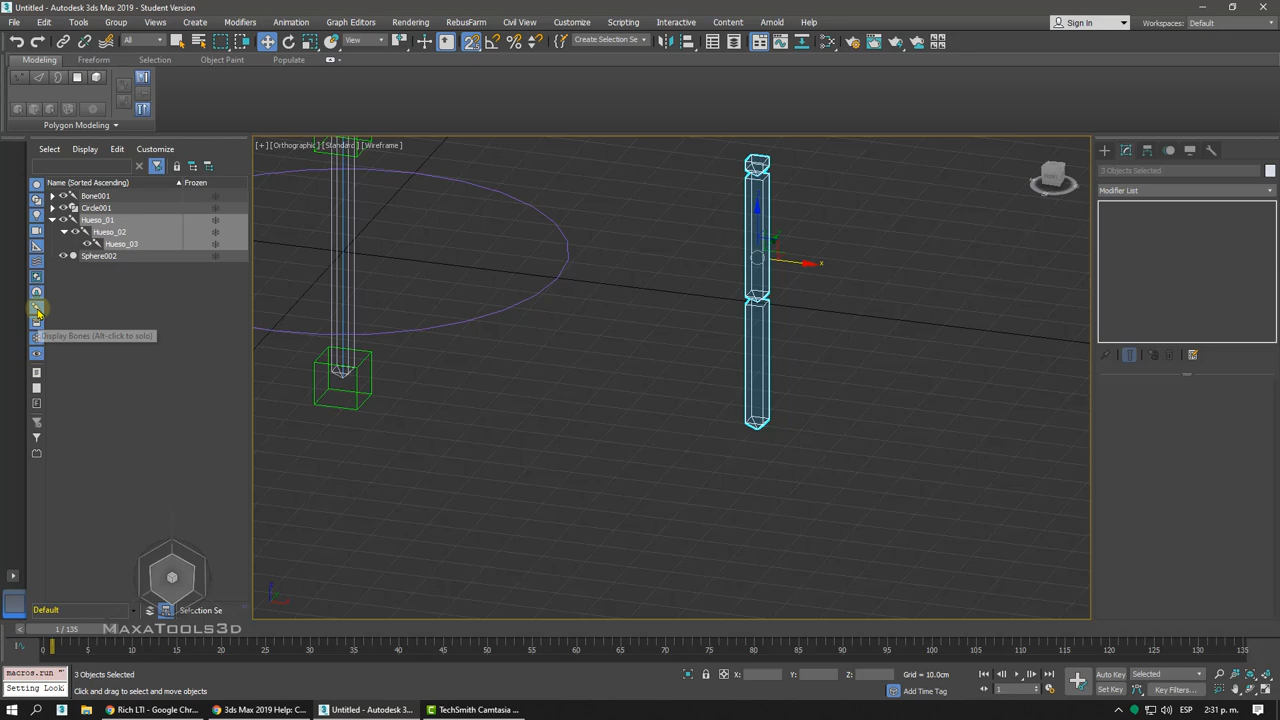 Untitled - Autodesk 3ds Max 2019 - Student Version
File Edit Tools Group Views Create Modifiers Animation Graph Editors Rendering RebusFarm Civil View Customize Scripting Interactive Content Arnold Help
Sign In Workspaces: Default
All View Create Selection Se
Modeling Freeform Selection Object Paint Populate
Polygon Modeling
Select Display Edit Customize
[+] [Orthographic] [Standard] [Wireframe]
Name (Sorted Ascending) Frozen
3 Objects Selected
Modifier List
Bone001
Circle001
Hueso_01
Hueso_02
Hueso_03
Sphere002
x
Display Bones (Alt-click to solo)
Default Selection Se
1 / 135
MAXATOOLS3D
0 5 10 15 20 25 30 35 40 45 50 55 60 65 70 75 80 85 90 95 100 105 110 115 120 125 130 135
macros.run "
3 Objects Selected
X: Y: Z: Grid = 10.0cm
Auto Key Selected
Setting Look
Click and drag to select and move objects
Add Time Tag
1
Set Key Key Filters...
Rich LTI - Google Chr...
3ds Max 2019 Help: C...
Untitled - Autodesk 3...
TechSmith Camtasia ...
ESP 2:31 p. m.